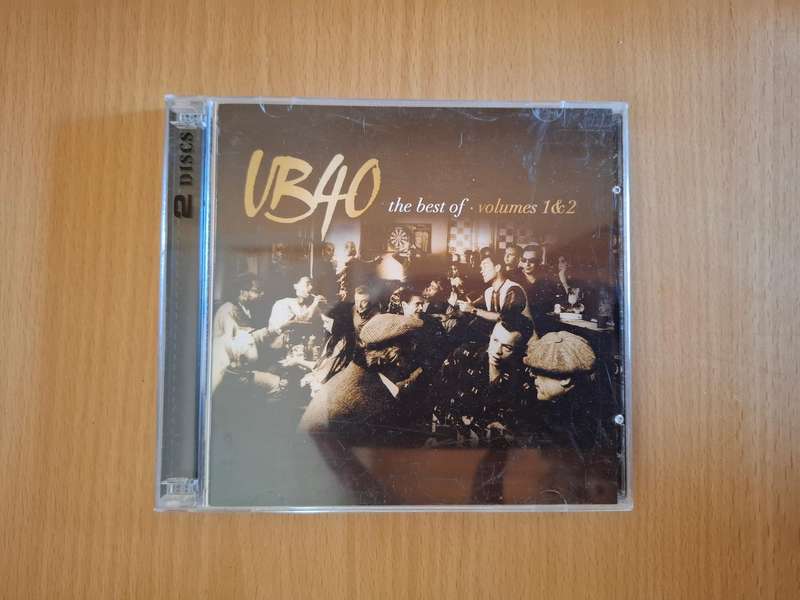 2 DISCS
UB40
the best of · volumes 1&2